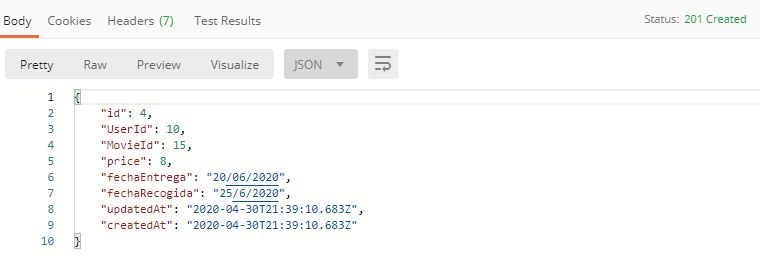 Body Cookies Headers (7) Test Results Status: 201 Created
Pretty Raw Preview Visualize JSON
1 {
2 "id": 4,
3 "UserId": 10,
4 "MovieId": 15,
5 "price": 8,
6 "fechaEntrega": "20/06/2020",
7 "fechaRecogida": "25/6/2020",
8 "updatedAt": "2020-04-30T21:39:10.683Z",
9 "createdAt": "2020-04-30T21:39:10.683Z"
10 }